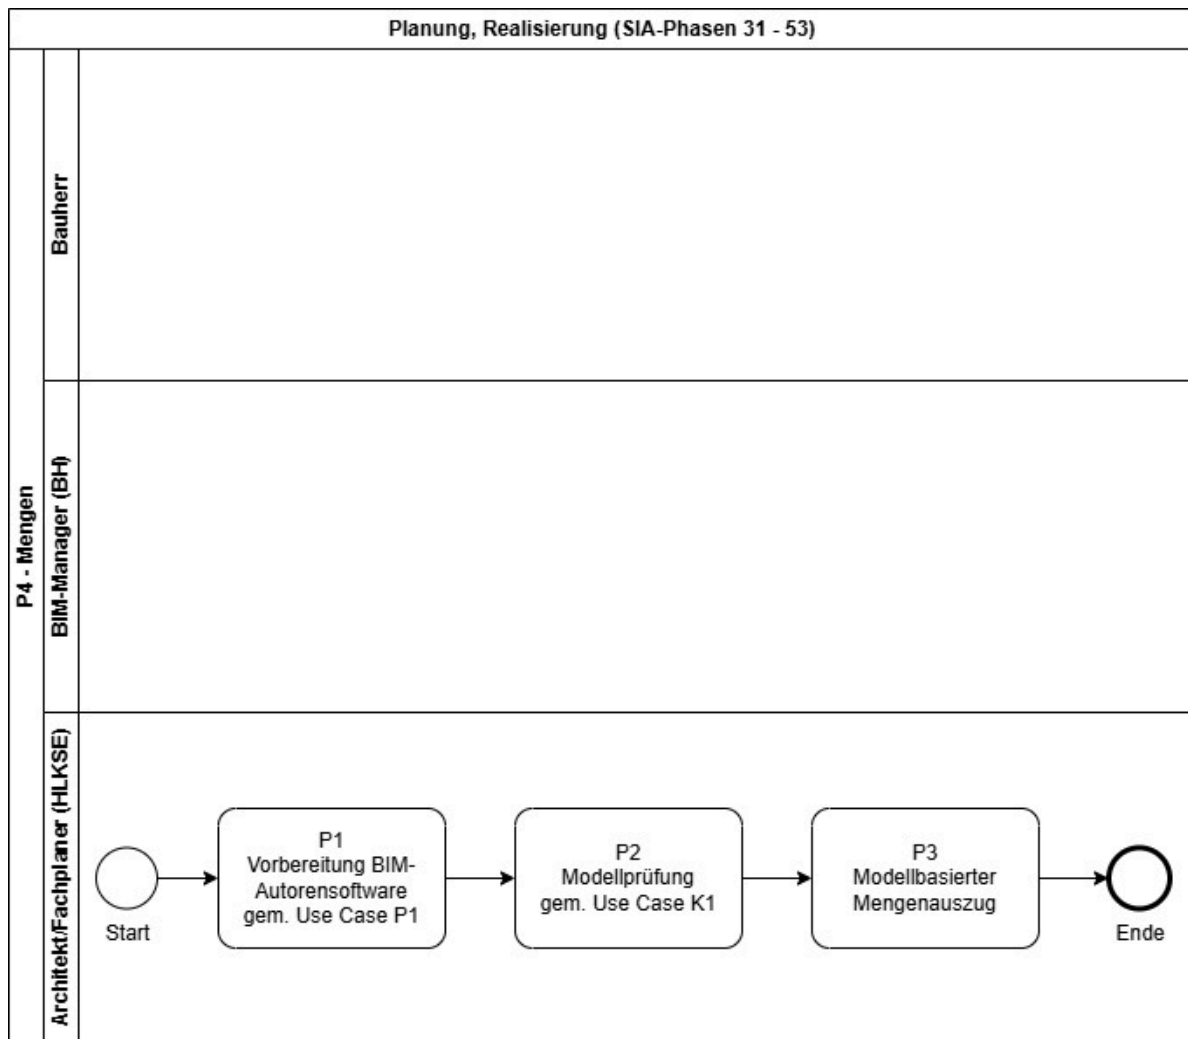 Planung, Realisierung (SIA-Phasen 31 - 53)
P4 - Mengen
Bauherr
BIM-Manager (BH)
Architekt/Fachplaner (HLKSE)
Start
P1
Vorbereitung BIM-
Autorensoftware
gem. Use Case P1
P2
Modellprüfung
gem. Use Case K1
P3
Modellbasierter
Mengenauszug
Ende